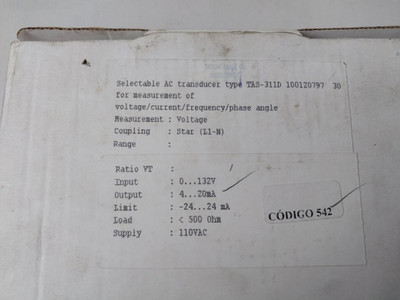 Selectable AC transducer type TAS-311D 100120797 30
for measurement of
voltage/current/frequency/phase angle
Measurement : Voltage
Coupling : Star (L1-N)
Range :
Ratio VT :
Input : 0...132V
Output : 4...20mA
Limit : -24...24 mA
Load : < 500 Ohm
Supply : 110VAC
CÓDIGO 542